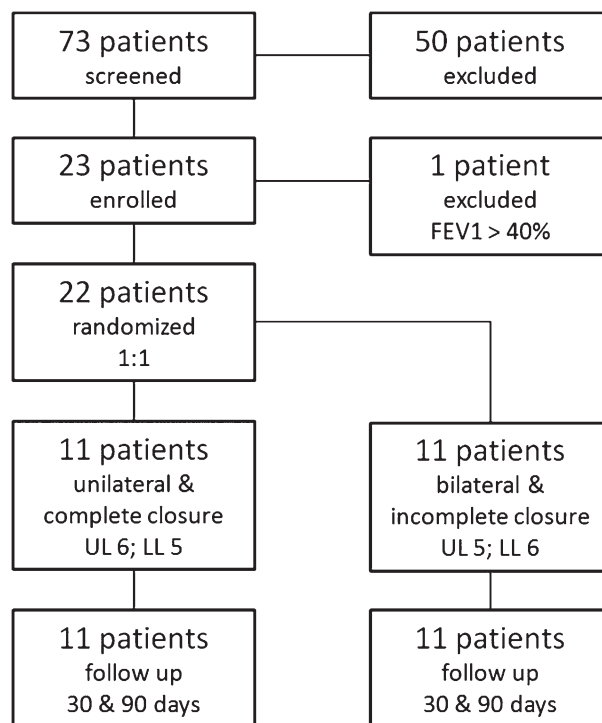 73 patients
screened
50 patients
excluded
23 patients
enrolled
1 patient
excluded
FEV1 > 40%
22 patients
randomized
1:1
11 patients
unilateral &
complete closure
UL 6; LL 5
11 patients
bilateral &
incomplete closure
UL 5; LL 6
11 patients
follow up
30 & 90 days
11 patients
follow up
30 & 90 days